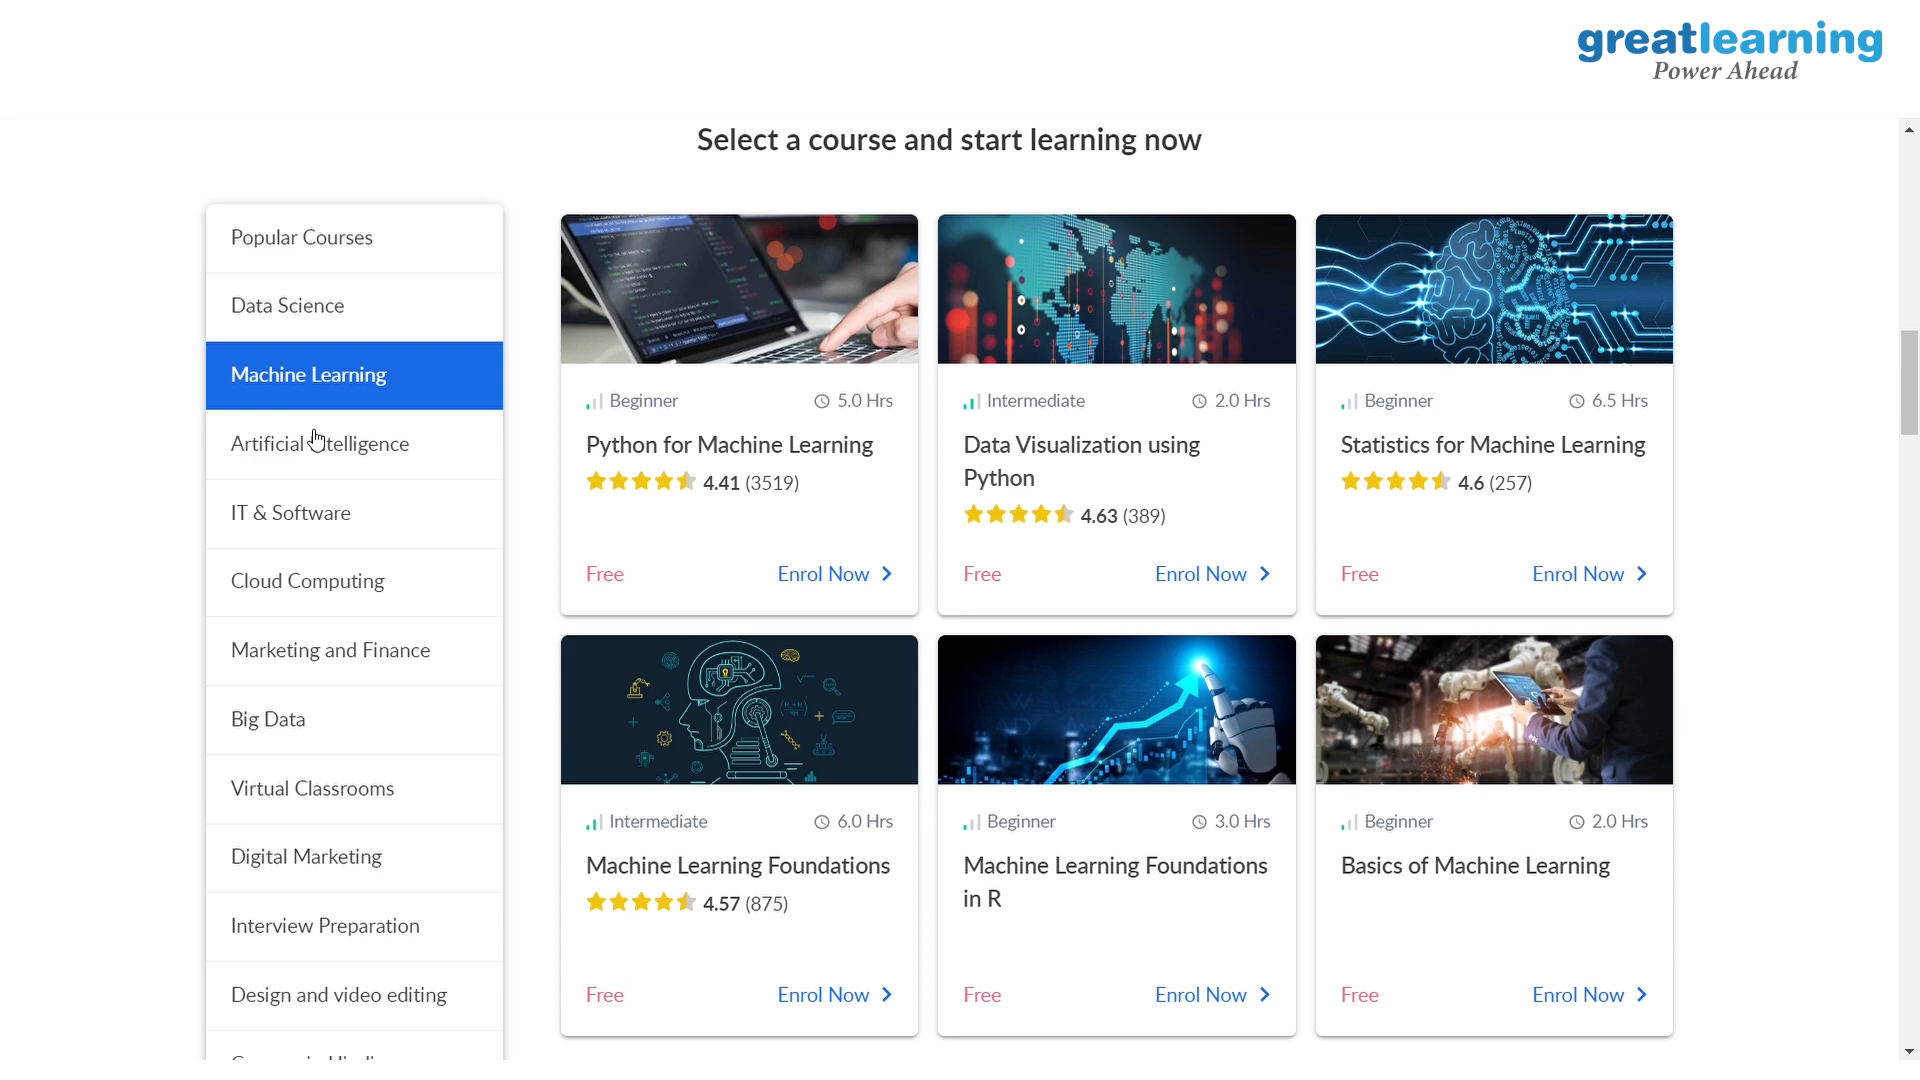 greatlearning
Power Ahead
Select a course and start learning now
Popular Courses
Data Science
Machine Learning
Artificial Intelligence
IT & Software
Cloud Computing
Marketing and Finance
Big Data
Virtual Classrooms
Digital Marketing
Interview Preparation
Design and video editing
Beginner 5.0 Hrs
Python for Machine Learning
4.41 (3519)
Free Enrol Now
Intermediate 2.0 Hrs
Data Visualization using
Python
4.63 (389)
Free Enrol Now
Beginner 6.5 Hrs
Statistics for Machine Learning
4.6 (257)
Free Enrol Now
Intermediate 6.0 Hrs
Machine Learning Foundations
4.57 (875)
Free Enrol Now
Beginner 3.0 Hrs
Machine Learning Foundations
in R
Free Enrol Now
Beginner 2.0 Hrs
Basics of Machine Learning
Free Enrol Now